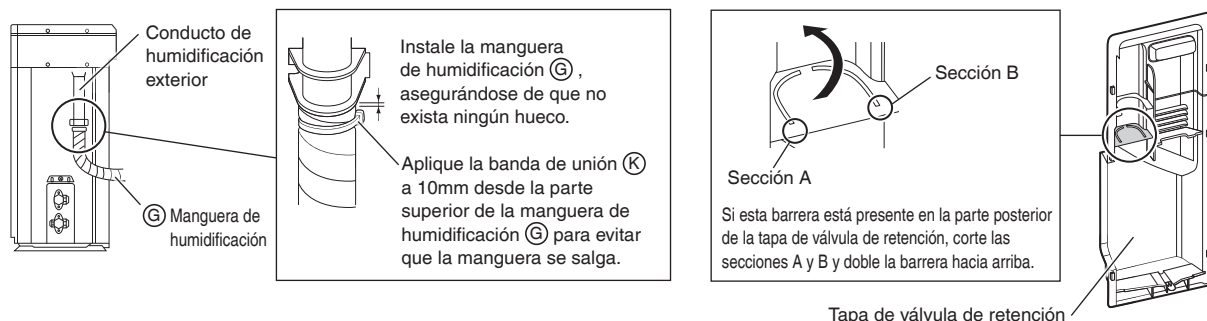 Conducto de
humidificación
exterior
Ⓖ Manguera de
humidificación
Instale la manguera
de humidificación Ⓖ ,
asegurándose de que no
exista ningún hueco.
Aplique la banda de unión Ⓚ
a 10mm desde la parte
superior de la manguera de
humidificación Ⓖ para evitar
que la manguera se salga.
Sección B
Sección A
Si esta barrera está presente en la parte posterior
de la tapa de válvula de retención, corte las
secciones A y B y doble la barrera hacia arriba.
Tapa de válvula de retención